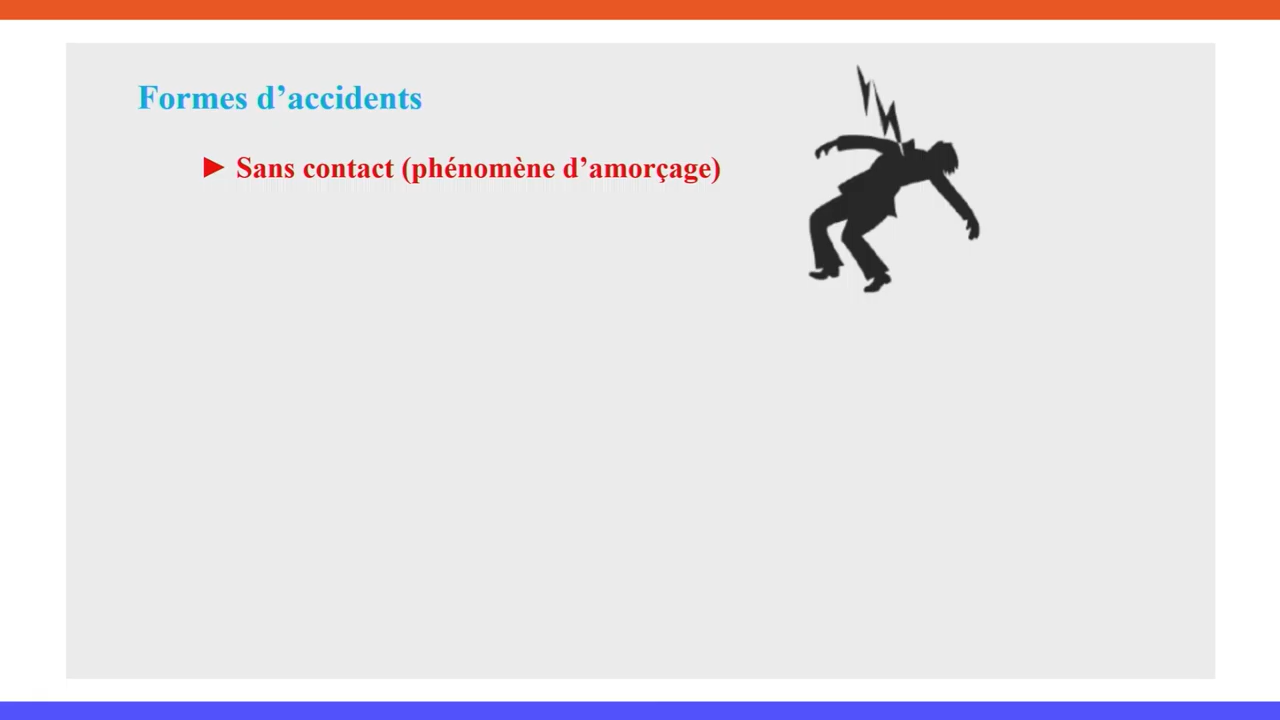 Formes d’accidents
► Sans contact (phénomène d’amorçage)